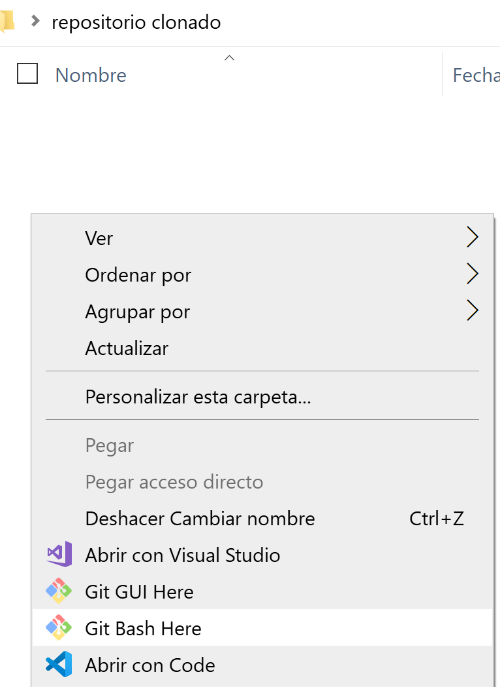 repositorio clonado
Nombre
Fecha
Ver
Ordenar por
Agrupar por
Actualizar
Personalizar esta carpeta...
Pegar
Pegar acceso directo
Deshacer Cambiar nombre Ctrl+Z
Abrir con Visual Studio
Git GUI Here
Git Bash Here
Abrir con Code